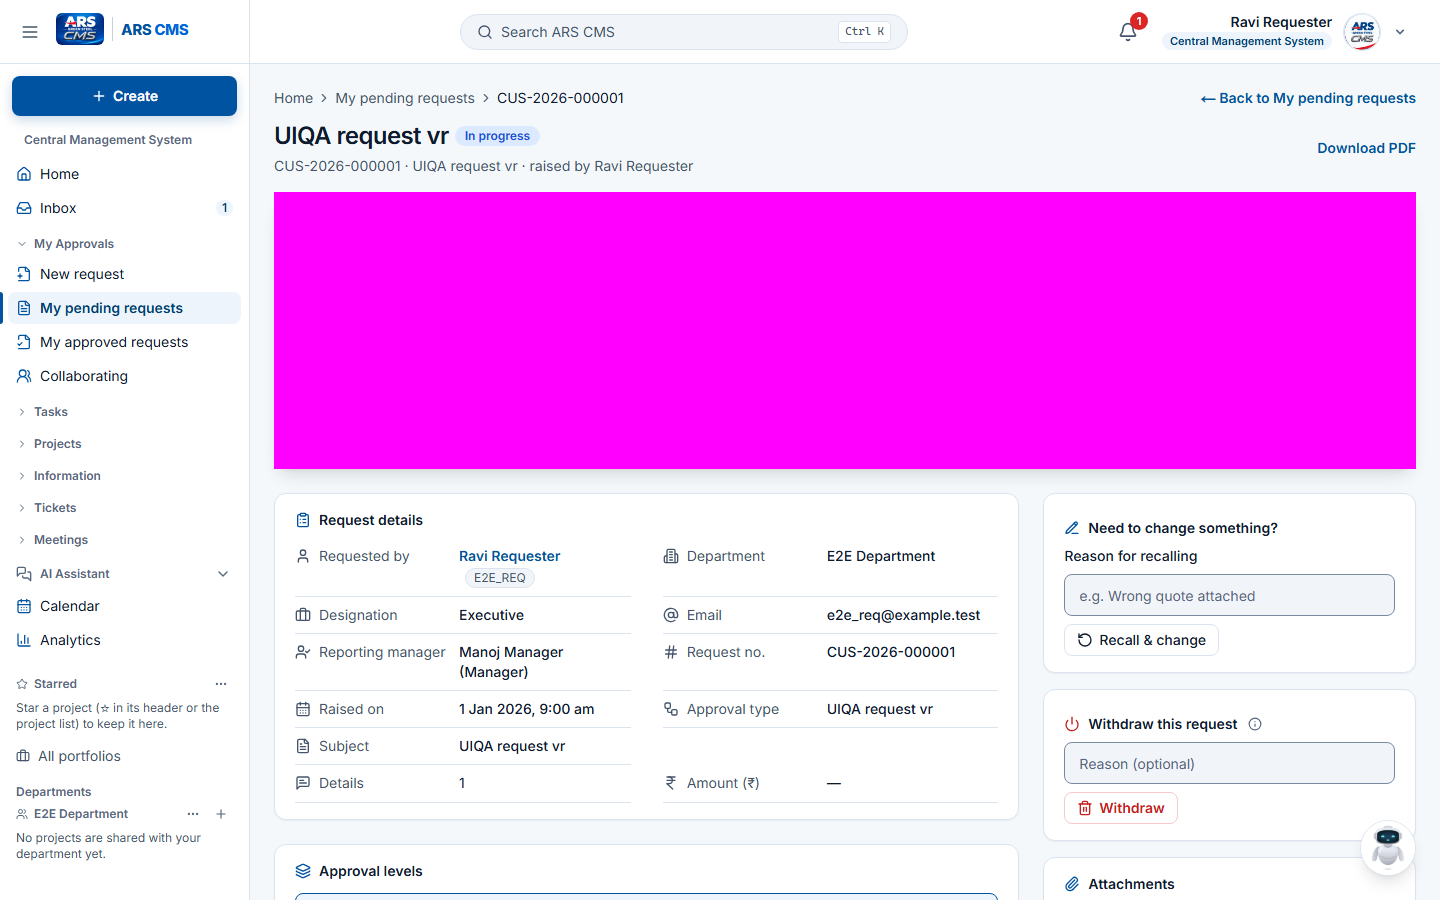 ARS
GREEN STEEL
CMS
ARS CMS
Search ARS CMS
Ctrl K
1
Ravi Requester
Central Management System
+ Create
Central Management System
Home
Inbox
1
My Approvals
New request
My pending requests
My approved requests
Collaborating
Tasks
Projects
Information
Tickets
Meetings
AI Assistant
Calendar
Analytics
Starred
Star a project (☆ in its header or the
project list) to keep it here.
All portfolios
Departments
E2E Department
No projects are shared with your
department yet.
Home > My pending requests > CUS-2026-000001
← Back to My pending requests
UIQA request vr In progress
CUS-2026-000001 · UIQA request vr · raised by Ravi Requester
Download PDF
Request details
Requested by Ravi Requester
E2E_REQ
Department E2E Department
Designation Executive
Email e2e_req@example.test
Reporting manager Manoj Manager
(Manager)
Request no. CUS-2026-000001
Raised on 1 Jan 2026, 9:00 am
Approval type UIQA request vr
Subject UIQA request vr
Details 1
Amount (₹) —
Approval levels
Need to change something?
Reason for recalling
e.g. Wrong quote attached
Recall & change
Withdraw this request
Reason (optional)
Withdraw
Attachments